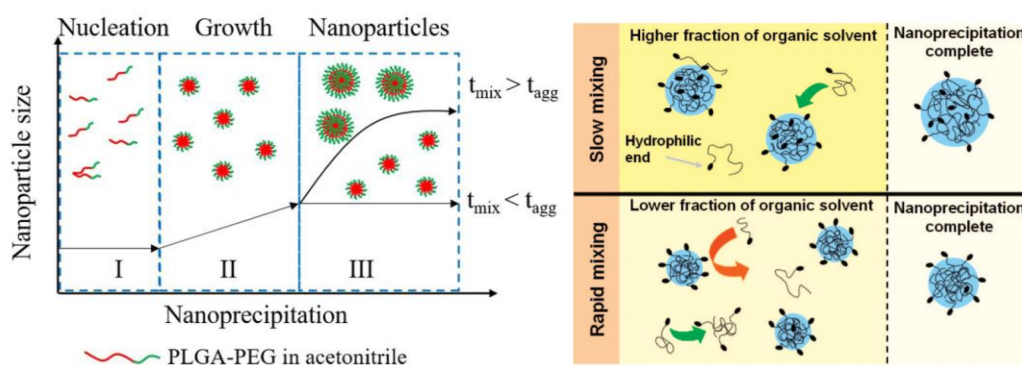 Nucleation Growth Nanoparticles
t_mix > t_agg
t_mix < t_agg
Nanoparticle size
I II III
Nanoprecipitation
PLGA-PEG in acetonitrile
Slow mixing
Higher fraction of organic solvent
Hydrophilic
end
Nanoprecipitation
complete
Rapid mixing
Lower fraction of organic solvent
Nanoprecipitation
complete